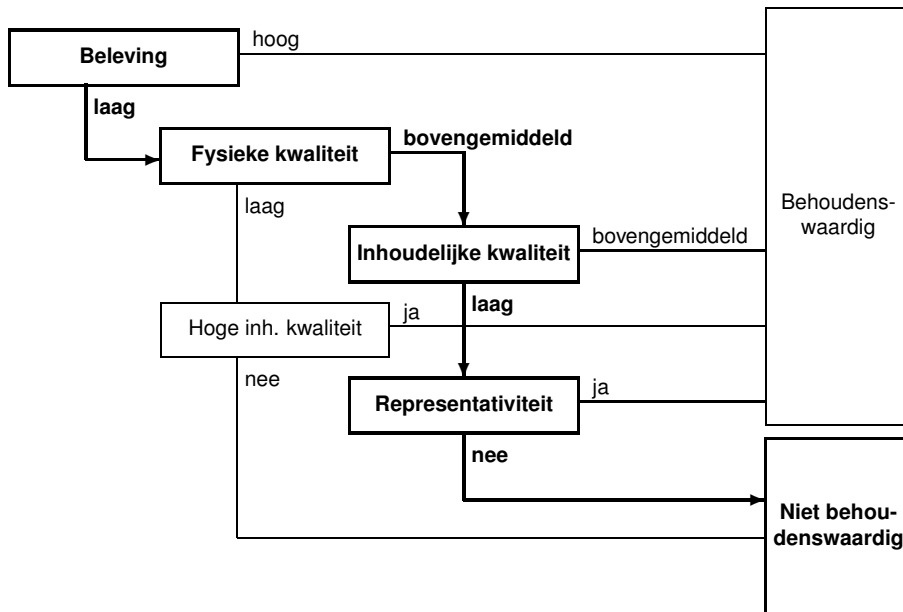 hoog
Beleving
laag
bovengemiddeld
Fysieke kwaliteit
laag
Behoudens-
waardig
bovengemiddeld
Inhoudelijke kwaliteit
laag
ja
Hoge inh. kwaliteit
nee
ja
Representativiteit
nee
Niet behou-
denswaardig